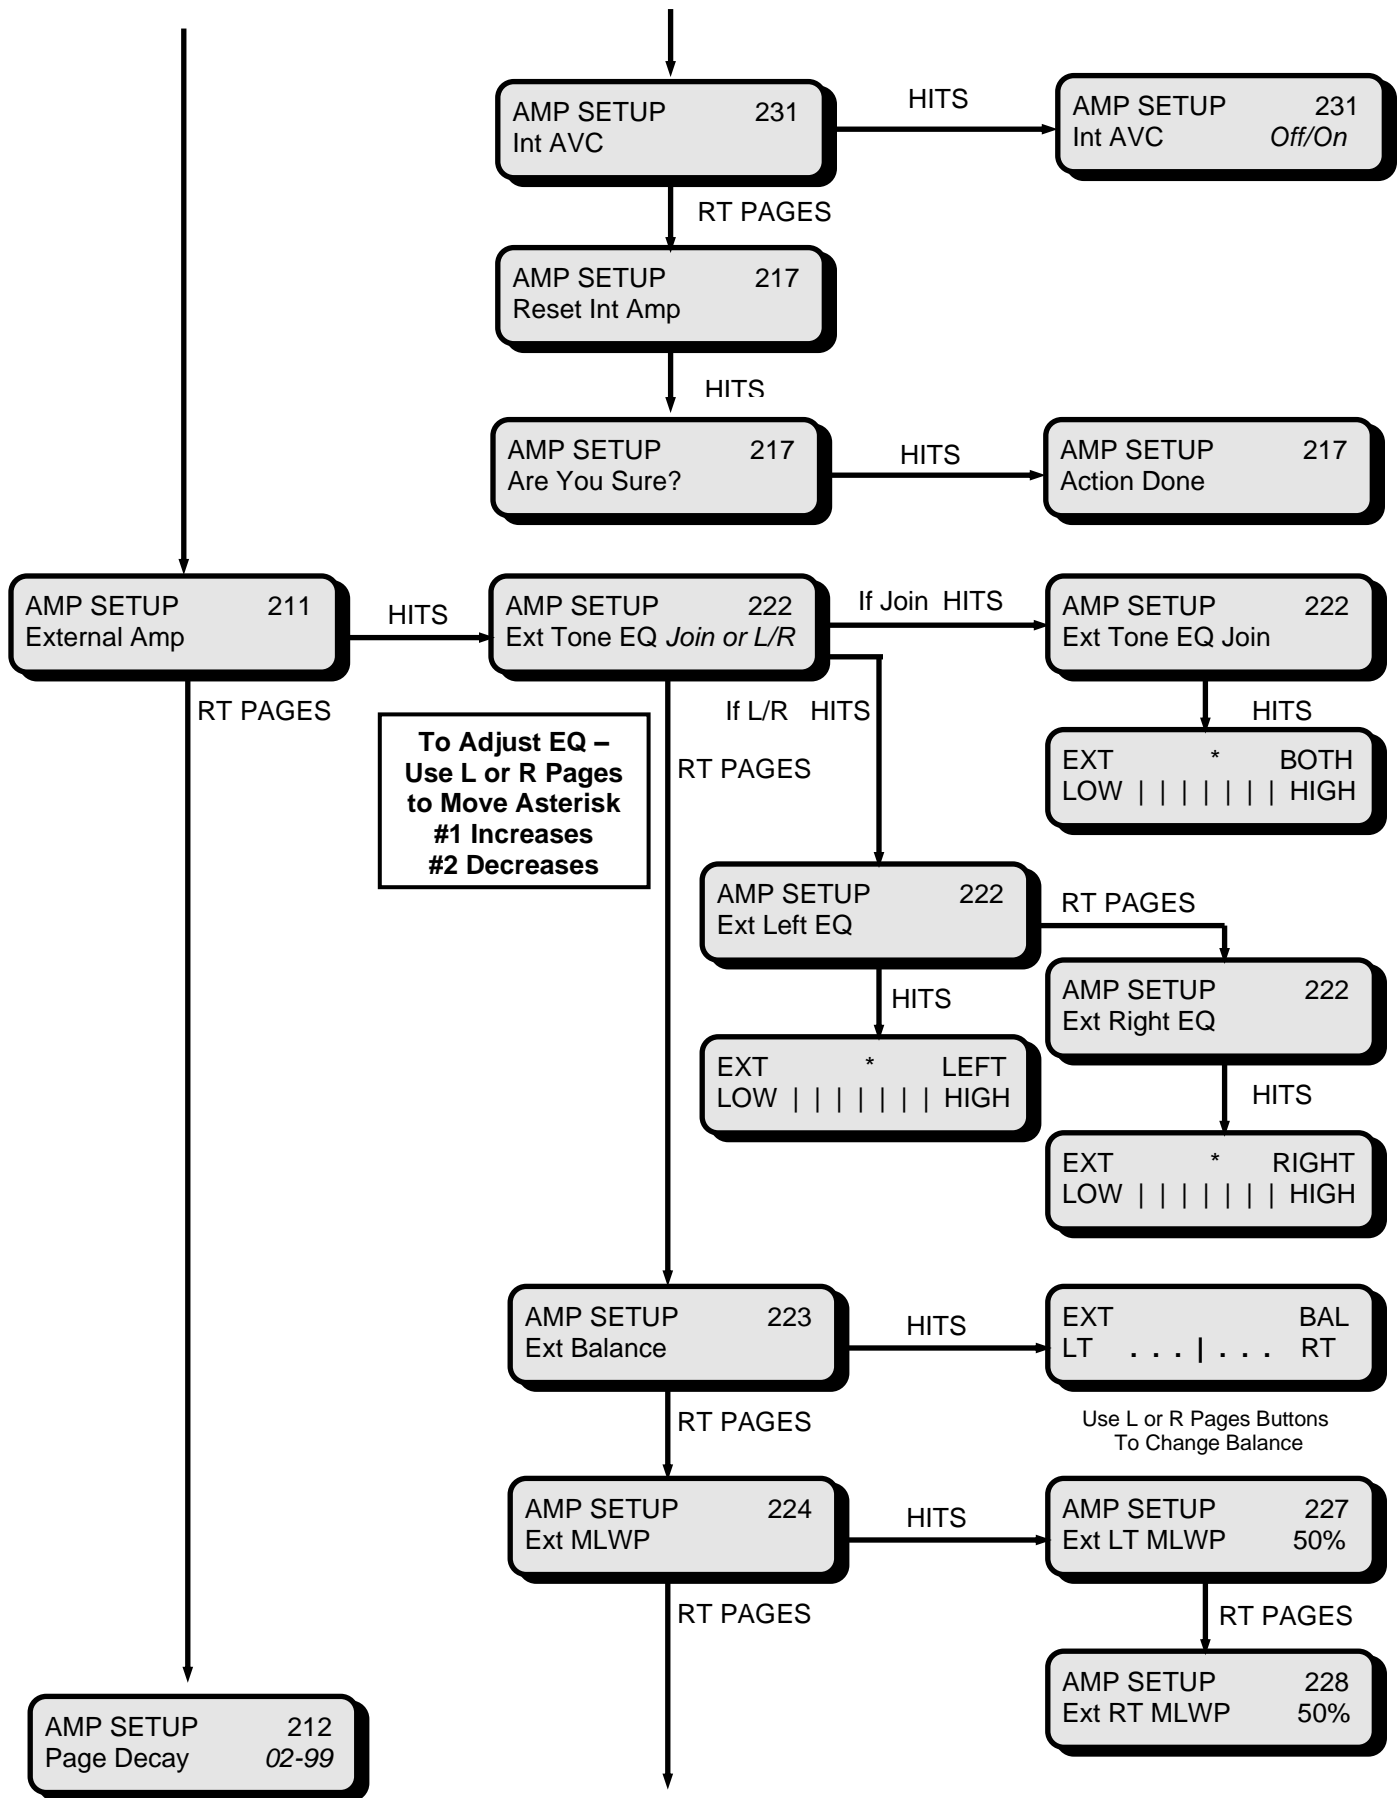 AMP SETUP 231
Int AVC
HITS
AMP SETUP 231
Int AVC Off/On
RT PAGES
AMP SETUP 217
Reset Int Amp
HITS
AMP SETUP 217
Are You Sure?
HITS
AMP SETUP 217
Action Done
AMP SETUP 211
External Amp
HITS
AMP SETUP 222
Ext Tone EQ Join or L/R
If Join HITS
AMP SETUP 222
Ext Tone EQ Join
RT PAGES
To Adjust EQ –
Use L or R Pages
to Move Asterisk
#1 Increases
#2 Decreases
RT PAGES
If L/R HITS
HITS
EXT * BOTH
LOW | | | | | | | HIGH
AMP SETUP 222
Ext Left EQ
RT PAGES
HITS
AMP SETUP 222
Ext Right EQ
EXT * LEFT
LOW | | | | | | | HIGH
HITS
EXT * RIGHT
LOW | | | | | | | HIGH
AMP SETUP 223
Ext Balance
HITS
EXT BAL
LT . . . | . . . RT
RT PAGES
Use L or R Pages Buttons
To Change Balance
AMP SETUP 224
Ext MLWP
HITS
AMP SETUP 227
Ext LT MLWP 50%
RT PAGES
RT PAGES
AMP SETUP 228
Ext RT MLWP 50%
AMP SETUP 212
Page Decay 02-99